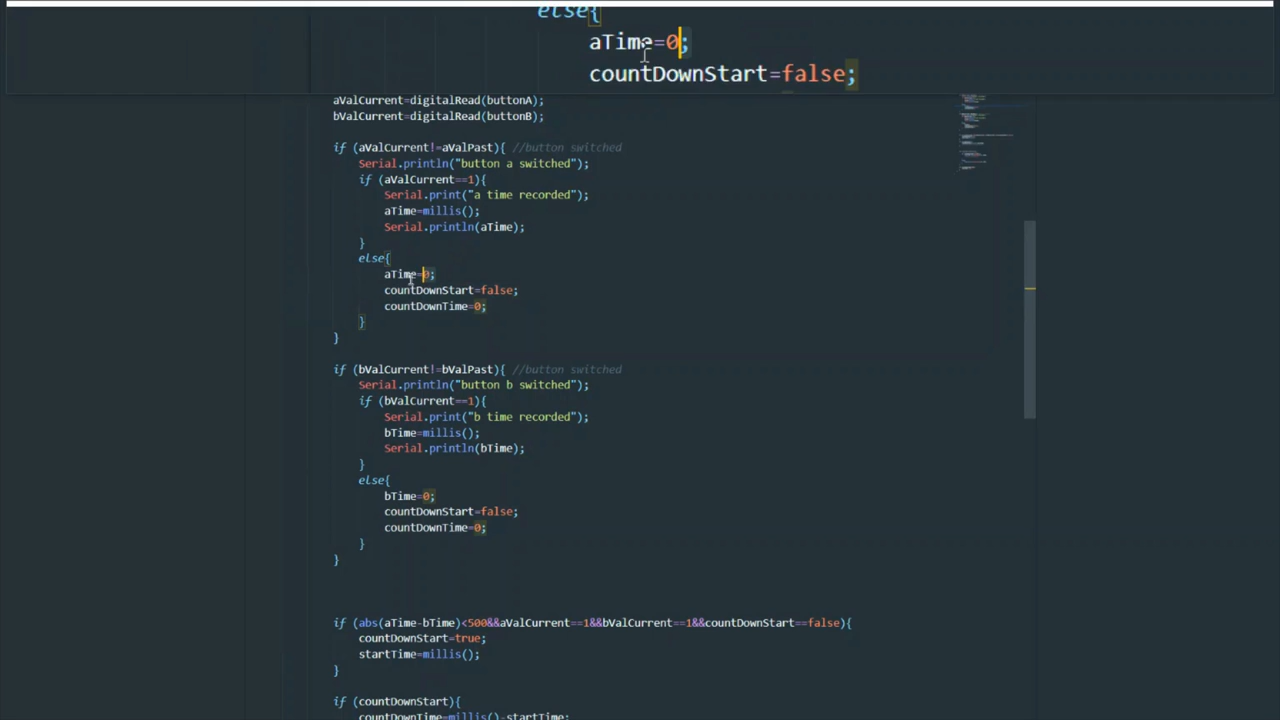 else{
aTime=0;
countDownStart=false;
aValCurrent=digitalRead(buttonA);
bValCurrent=digitalRead(buttonB);
if (aValCurrent!=aValPast){ //button switched
Serial.println("button a switched");
if (aValCurrent==1){
Serial.print("a time recorded");
aTime=millis();
Serial.println(aTime);
}
else{
aTime=0;
countDownStart=false;
countDownTime=0;
}
}
if (bValCurrent!=bValPast){ //button switched
Serial.println("button b switched");
if (bValCurrent==1){
Serial.print("b time recorded");
bTime=millis();
Serial.println(bTime);
}
else{
bTime=0;
countDownStart=false;
countDownTime=0;
}
}
if (abs(aTime-bTime)<500&&aValCurrent==1&&bValCurrent==1&&countDownStart==false){
countDownStart=true;
startTime=millis();
}
if (countDownStart){
countDownTime=millis()-startTime;